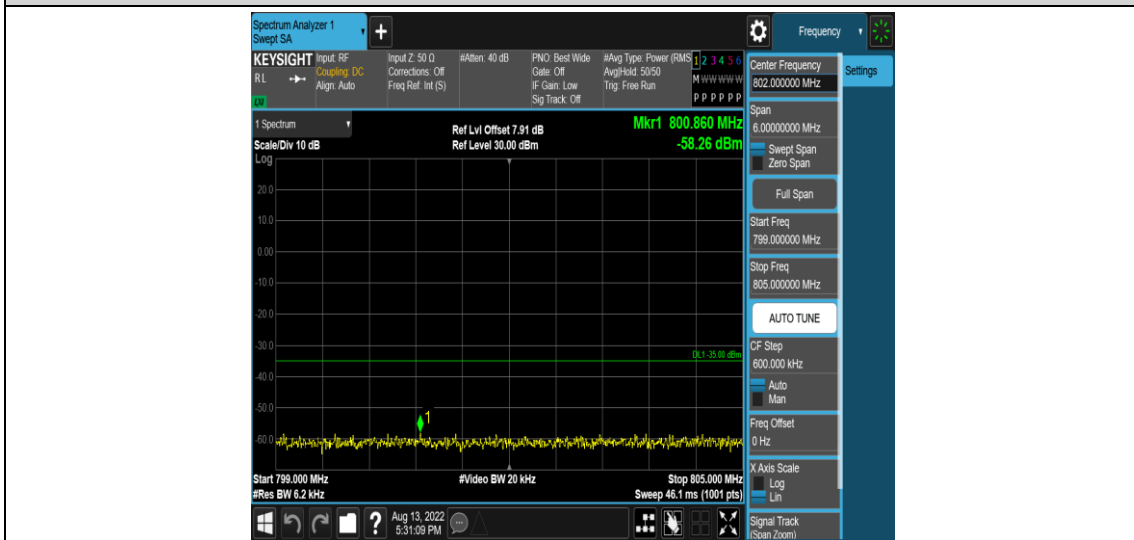 Spectrum Analyzer 1
Swept SA
Frequency
KEYSIGHT
RL
LXI
Input: RF
Coupling: DC
Align: Auto
Input Z: 50 Ω
Corrections: Off
Freq Ref: Int (S)
#Atten: 40 dB
PNO: Best Wide
Gate: Off
IF Gain: Low
Sig Track: Off
#Avg Type: Power (RMS
Avg|Hold: 50/50
Trig: Free Run
1 2 3 4 5 6
M W W W W W
P P P P P P
Center Frequency
802.000000 MHz
Settings
Span
6.00000000 MHz
Swept Span
Zero Span
Full Span
Start Freq
799.000000 MHz
Stop Freq
805.000000 MHz
AUTO TUNE
CF Step
600.000 kHz
Auto
Man
Freq Offset
0 Hz
X Axis Scale
Log
Lin
Signal Track
(Span Zoom)
1 Spectrum
Scale/Div 10 dB
Ref Lvl Offset 7.91 dB
Ref Level 30.00 dBm
Mkr1 800.860 MHz
-58.26 dBm
Log
20.0
10.0
0.00
-10.0
-20.0
-30.0
DL1 -35.00 dBm
-40.0
-50.0
1
-60.0
Start 799.000 MHz
#Res BW 6.2 kHz
#Video BW 20 kHz
Stop 805.000 MHz
Sweep 46.1 ms (1001 pts)
Aug 13, 2022
5:31:09 PM